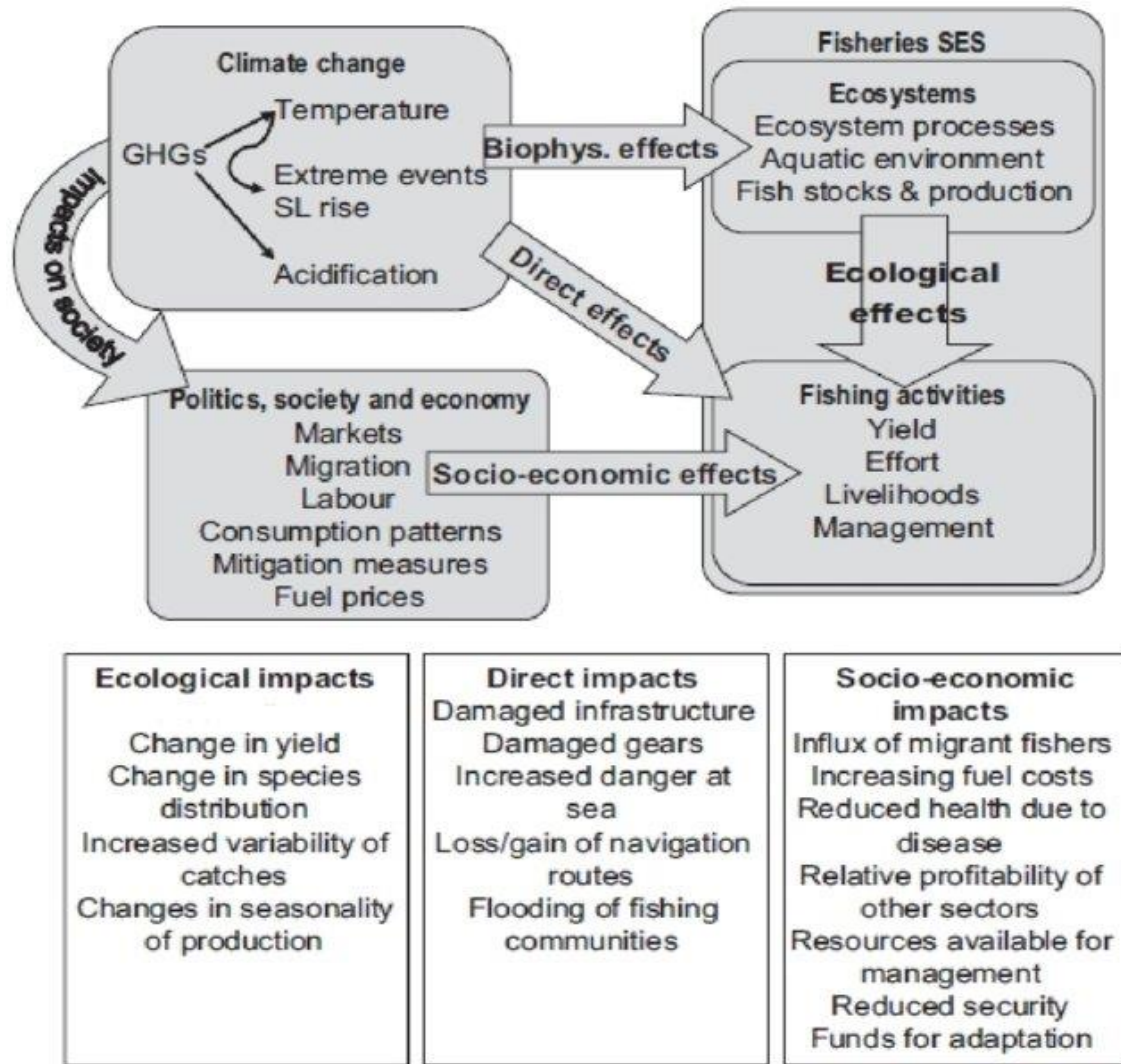 Climate change
GHGs
Temperature
Extreme events
SL rise
Acidification
Impacts on society
Biophys. effects
Direct effects
Fisheries SES
Ecosystems
Ecosystem processes
Aquatic environment
Fish stocks & production
Ecological
effects
Politics, society and economy
Markets
Migration
Labour
Consumption patterns
Mitigation measures
Fuel prices
Socio-economic effects
Fishing activities
Yield
Effort
Livelihoods
Management
Ecological impacts
Change in yield
Change in species
distribution
Increased variability of
catches
Changes in seasonality
of production
Direct impacts
Damaged infrastructure
Damaged gears
Increased danger at
sea
Loss/gain of navigation
routes
Flooding of fishing
communities
Socio-economic
impacts
Influx of migrant fishers
Increasing fuel costs
Reduced health due to
disease
Relative profitability of
other sectors
Resources available for
management
Reduced security
Funds for adaptation